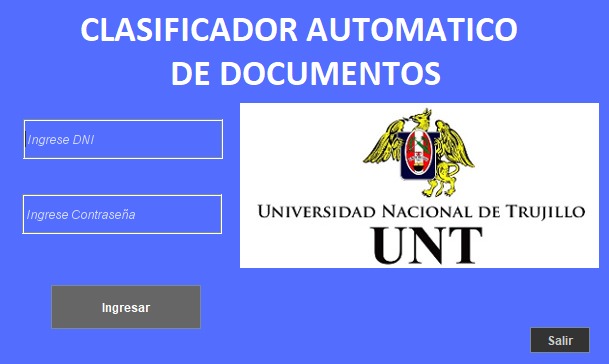 CLASIFICADOR AUTOMATICO
DE DOCUMENTOS
Ingrese DNI
Ingrese Contraseña
UNIVERSIDAD NACIONAL DE TRUJILLO
UNT
Ingresar
Salir